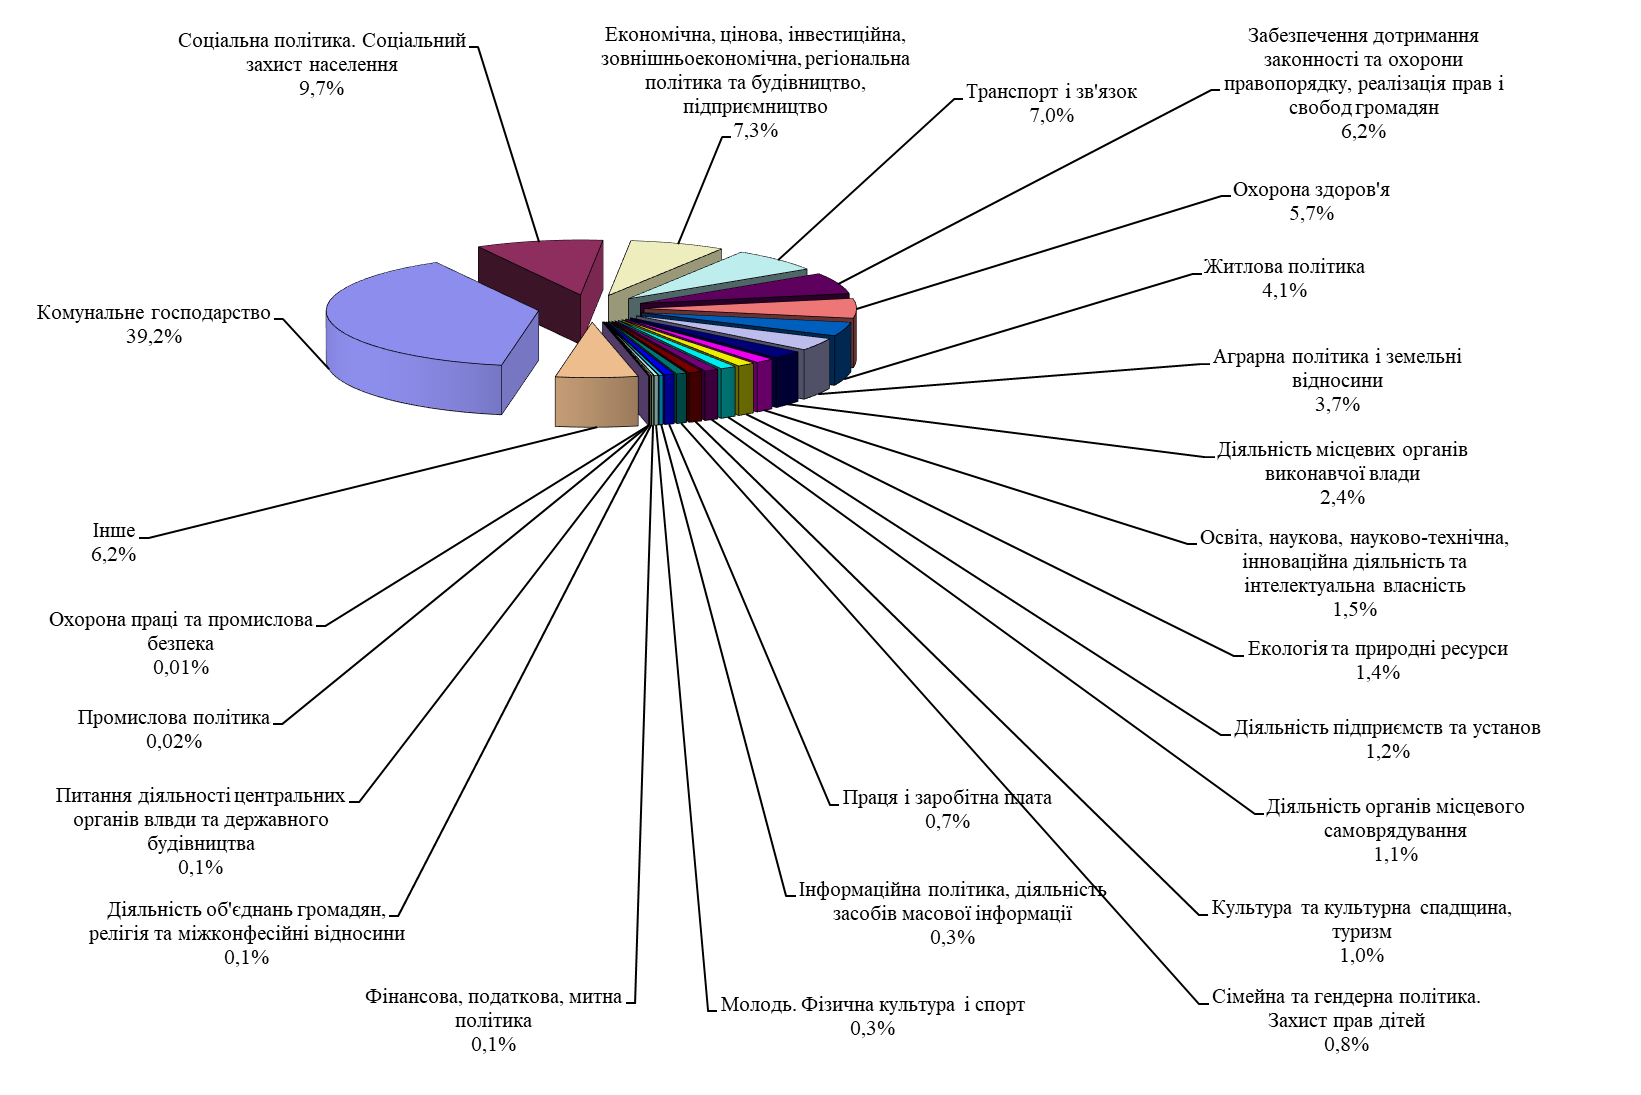 Соціальна політика. Соціальний
захист населення
9,7%
Економічна, цінова, інвестиційна,
зовнішньоекономічна, регіональна
політика та будівництво,
підприємництво
7,3%
Транспорт і зв'язок
7,0%
Забезпечення дотримання
законності та охорони
правопорядку, реалізація прав і
свобод громадян
6,2%
Охорона здоров'я
5,7%
Житлова політика
4,1%
Аграрна політика і земельні
відносини
3,7%
Діяльність місцевих органів
виконавчої влади
2,4%
Освіта, наукова, науково-технічна,
інноваційна діяльність та
інтелектуальна власність
1,5%
Екологія та природні ресурси
1,4%
Діяльність підприємств та установ
1,2%
Діяльність органів місцевого
самоврядування
1,1%
Культура та культурна спадщина,
туризм
1,0%
Сімейна та гендерна політика.
Захист прав дітей
0,8%
Праця і заробітна плата
0,7%
Інформаційна політика, діяльність
засобів масової інформації
0,3%
Молодь. Фізична культура і спорт
0,3%
Фінансова, податкова, митна
політика
0,1%
Діяльність об'єднань громадян,
релігія та міжконфесійні відносини
0,1%
Питання діяльності центральних
органів влвди та державного
будівництва
0,1%
Промислова політика
0,02%
Охорона праці та промислова
безпека
0,01%
Інше
6,2%
Комунальне господарство
39,2%